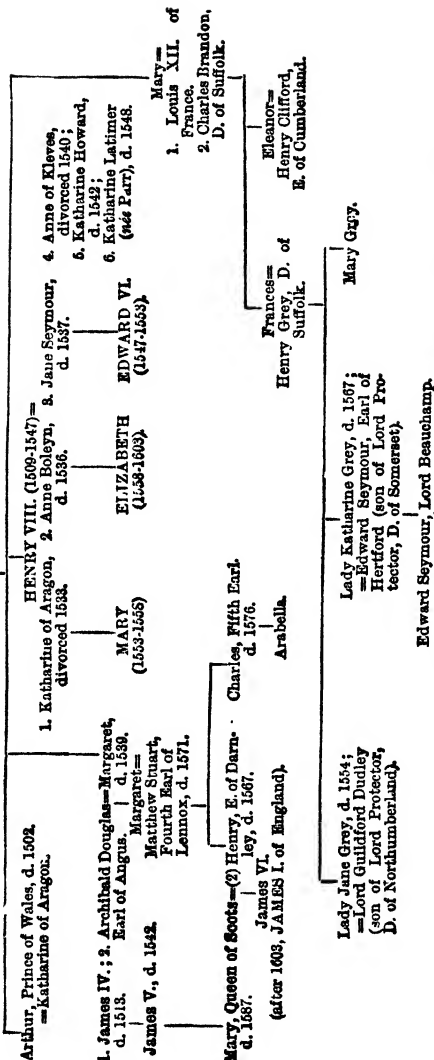 Arthur, Prince of Wales, d. 1502.
=Katharine of Aragon.
HENRY VIII. (1509-1547)=
1. Katharine of Aragon,
divorced 1533.
2. Anne Boleyn,
d. 1536.
3. Jane Seymour,
d. 1537.
4. Anne of Kleves,
divorced 1540;
5. Katharine Howard,
d. 1542;
6. Katharine Latimer
(née Parr), d. 1548.
Mary=
1. Louis XII. of
France.
2. Charles Brandon,
D. of Suffolk.
1. James IV.; 2. Archibald Douglas=Margaret,
d. 1513. Earl of Angus. d. 1539.
MARY
(1553-1558)
ELIZABETH
(1558-1603).
EDWARD VI.
(1547-1553).
James V., d. 1542.
Margaret=
Matthew Stuart,
Fourth Earl of
Lennox, d. 1571.
Frances=
Henry Grey, D. of
Suffolk.
Eleanor=
Henry Clifford,
E. of Cumberland.
Mary, Queen of Scots=(2) Henry, E. of Darn-
d. 1587. ley, d. 1567.
Charles, Fifth Earl.
d. 1576.
James VI.
(after 1603, JAMES I. of England).
Arabella.
Lady Jane Grey, d. 1554;
=Lord Guildford Dudley
(son of Lord Protector,
D. of Northumberland).
Lady Katharine Grey, d. 1567;
=Edward Seymour, Earl of
Hertford (son of Lord Pro-
tector, D. of Somerset).
Mary Grey.
Edward Seymour, Lord Beauchamp.